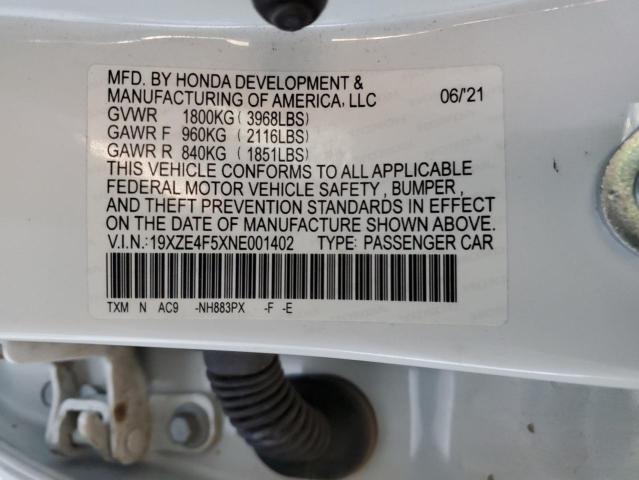 MFD. BY HONDA DEVELOPMENT &
MANUFACTURING OF AMERICA, LLC 06/'21
GVWR 1800KG (3968LBS)
GAWR F 960KG (2116LBS)
GAWR R 840KG (1851LBS)
THIS VEHICLE CONFORMS TO ALL APPLICABLE
FEDERAL MOTOR VEHICLE SAFETY, BUMPER,
AND THEFT PREVENTION STANDARDS IN EFFECT
ON THE DATE OF MANUFACTURE SHOWN ABOVE.
V.I.N.:19XZE4F5XNE001402 TYPE: PASSENGER CAR
TXM N AC9 -NH883PX -F -E